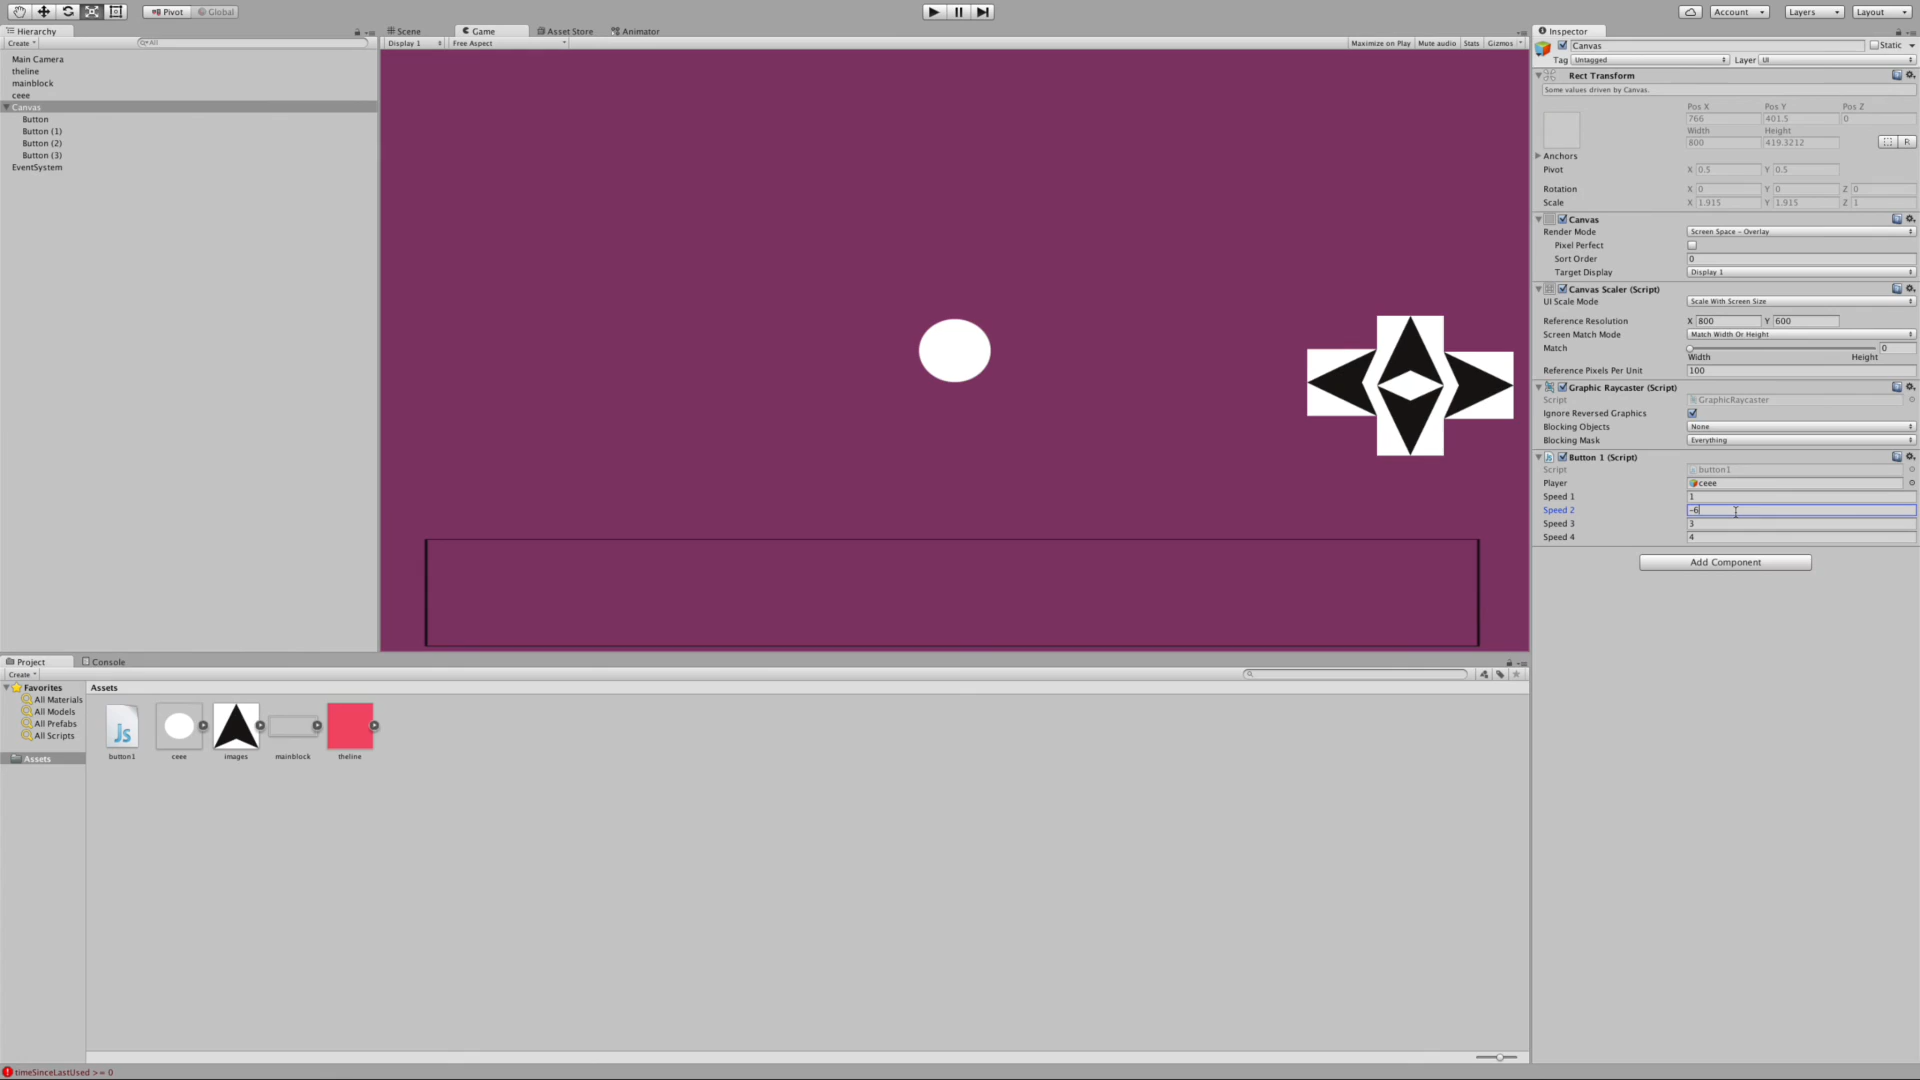 Pivot Global Account Layers Layout
Hierarchy Scene Game Asset Store Animator Inspector
Create All Display 1 Free Aspect Maximize on Play Mute audio Stats Gizmos Canvas Static
Main Camera
theline
mainblock
ceee
Canvas
Button
Button (1)
Button (2)
Button (3)
EventSystem
Tag Untagged Layer UI
Rect Transform
Some values driven by Canvas.
Pos X Pos Y Pos Z
766 401.5 0
Width Height
800 419.3212 R
Anchors
Pivot X 0.5 Y 0.5
Rotation X 0 Y 0 Z 0
Scale X 1.915 Y 1.915 Z 1
Canvas
Render Mode Screen Space - Overlay
Pixel Perfect
Sort Order 0
Target Display Display 1
Canvas Scaler (Script)
UI Scale Mode Scale With Screen Size
Reference Resolution X 800 Y 600
Screen Match Mode Match Width Or Height
Match 0
Width Height
Reference Pixels Per Unit 100
Graphic Raycaster (Script)
Script GraphicRaycaster
Ignore Reversed Graphics
Blocking Objects None
Blocking Mask Everything
Button 1 (Script)
Script button1
Player ceee
Speed 1 1
Speed 2 -6
Speed 3 3
Speed 4 4
Add Component
Project Console
Create
Favorites Assets
All Materials
All Models
All Prefabs
All Scripts
Assets
Js
button1 ceee images mainblock theline
timeSinceLastUsed >= 0